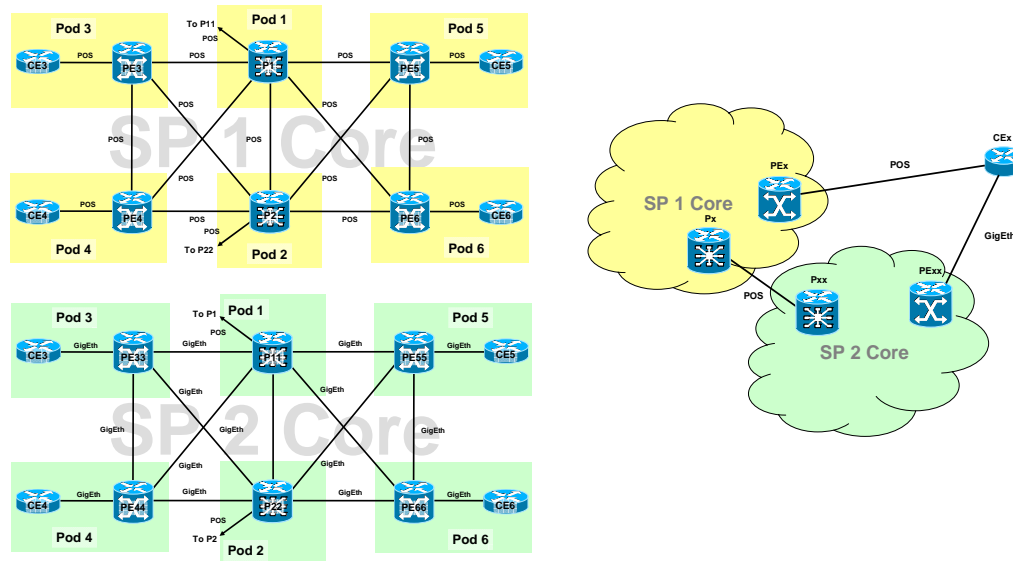 To P11
Pod 1
Pod 3
Pod 5
POS
CE3
POS
PE3
POS
P1
POS
PE5
POS
CE5
POS
POS
POS
POS
POS
SP 1 Core
CE4
POS
PE4
POS
P2
POS
PE6
POS
CE6
POS
To P22
Pod 4
Pod 2
Pod 6
Pod 3
To P1
Pod 1
Pod 5
POS
CE3
GigEth
PE33
GigEth
P11
GigEth
PE55
GigEth
CE5
GigEth
GigEth
GigEth
GigEth
GigEth
SP 2 Core
GigEth
GigEth
CE4
GigEth
PE44
GigEth
P22
GigEth
PE66
GigEth
CE6
POS
To P2
Pod 4
Pod 2
Pod 6
CEx
POS
PEx
SP 1 Core
Px
GigEth
PExx
Pxx
POS
SP 2 Core